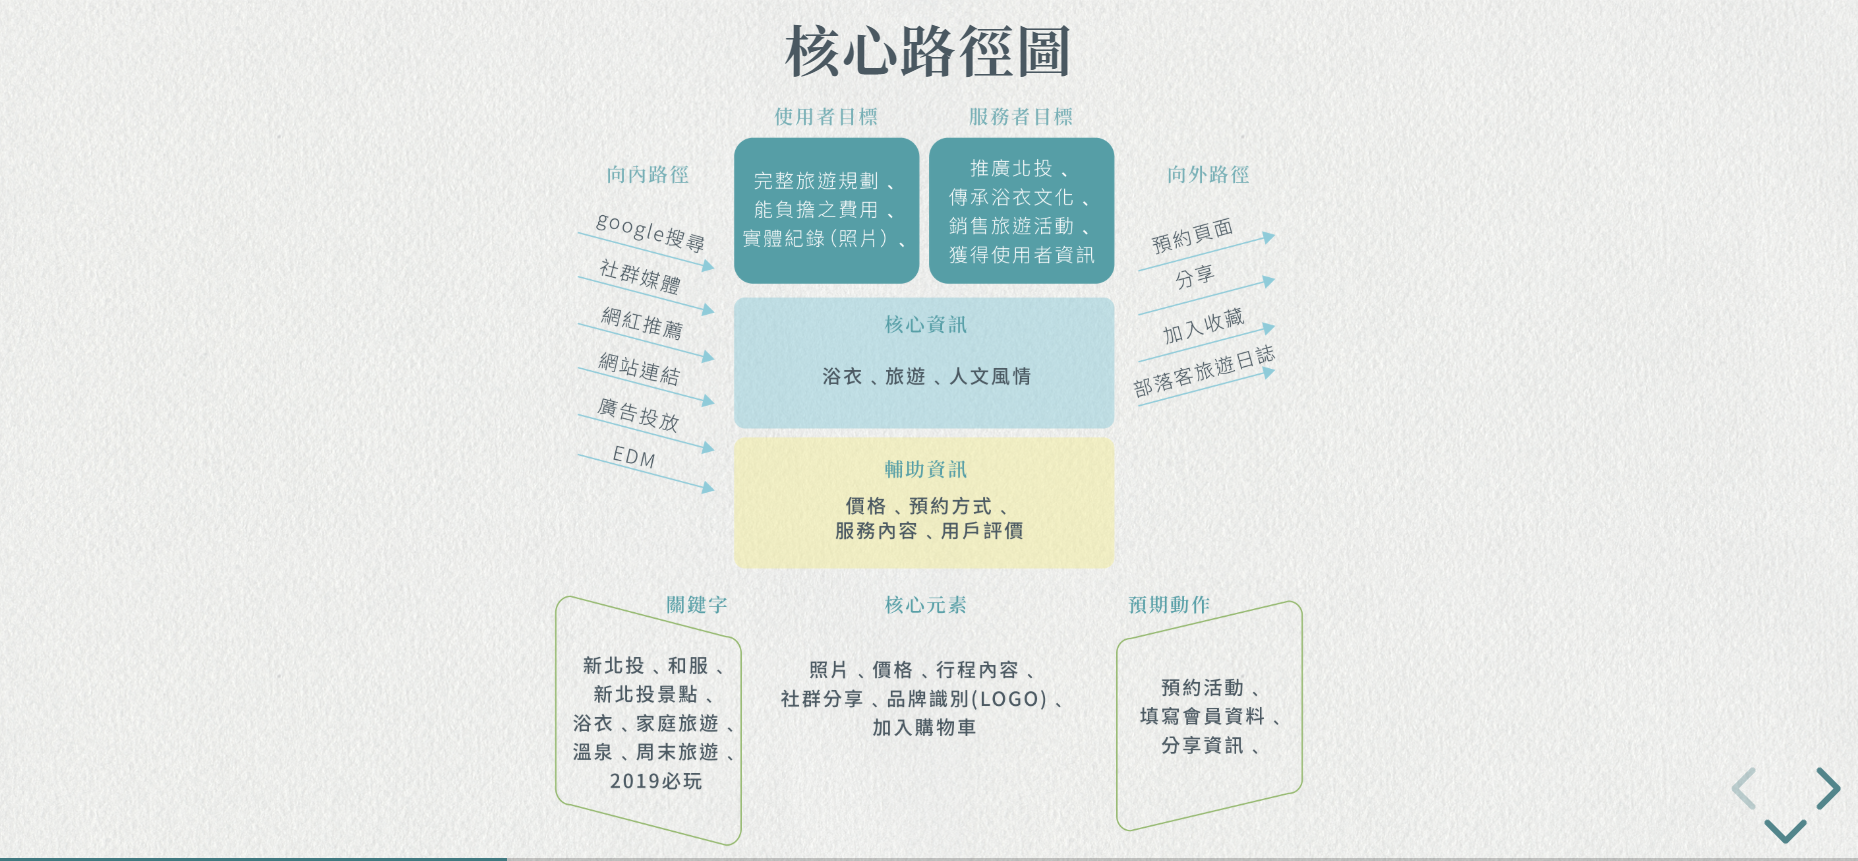 核心路徑圖
使用者目標
服務者目標
完整旅遊規劃、
能負擔之費用、
實體紀錄(照片)、
推廣北投、
傳承浴衣文化、
銷售旅遊活動、
獲得使用者資訊
向內路徑
google搜尋
社群媒體
網紅推薦
網站連結
廣告投放
EDM
向外路徑
預約頁面
分享
加入收藏
部落客旅遊日誌
核心資訊
浴衣、旅遊、人文風情
輔助資訊
價格、預約方式、
服務內容、用戶評價
關鍵字
新北投、和服、
新北投景點、
浴衣、家庭旅遊、
溫泉、周末旅遊、
2019必玩
核心元素
照片、價格、行程內容、
社群分享、品牌識別(LOGO)、
加入購物車
預期動作
預約活動、
填寫會員資料、
分享資訊、